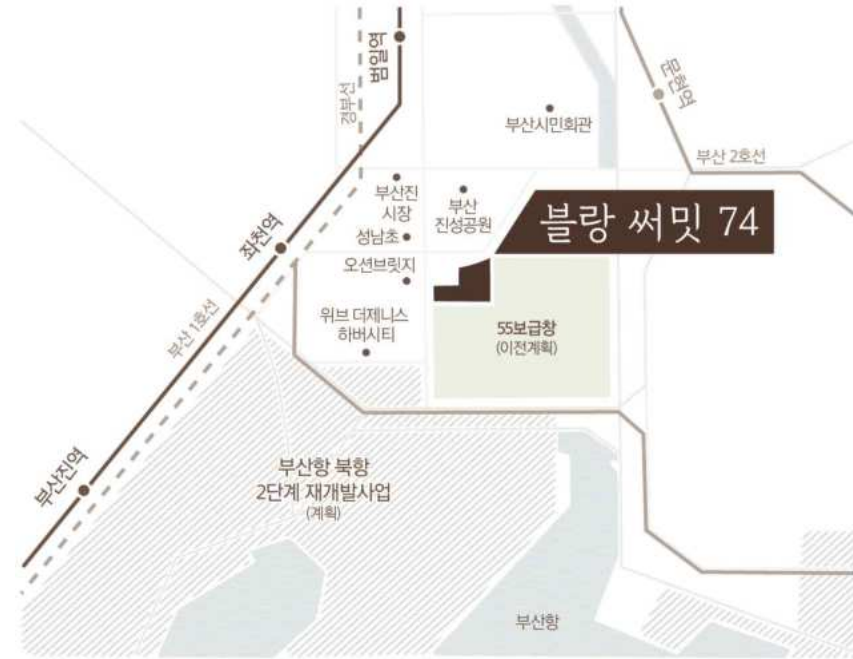 범일역
경부선
문현역
부산시민회관
부산 2호선
부산진
시장
부산
진성공원
블랑 써밋 74
좌천역
성남초
오션브릿지
위브 더제니스
하버시티
55보급창
(이전계획)
부산 1호선
부산진역
부산항 북항
2단계 재개발사업
(계획)
부산항